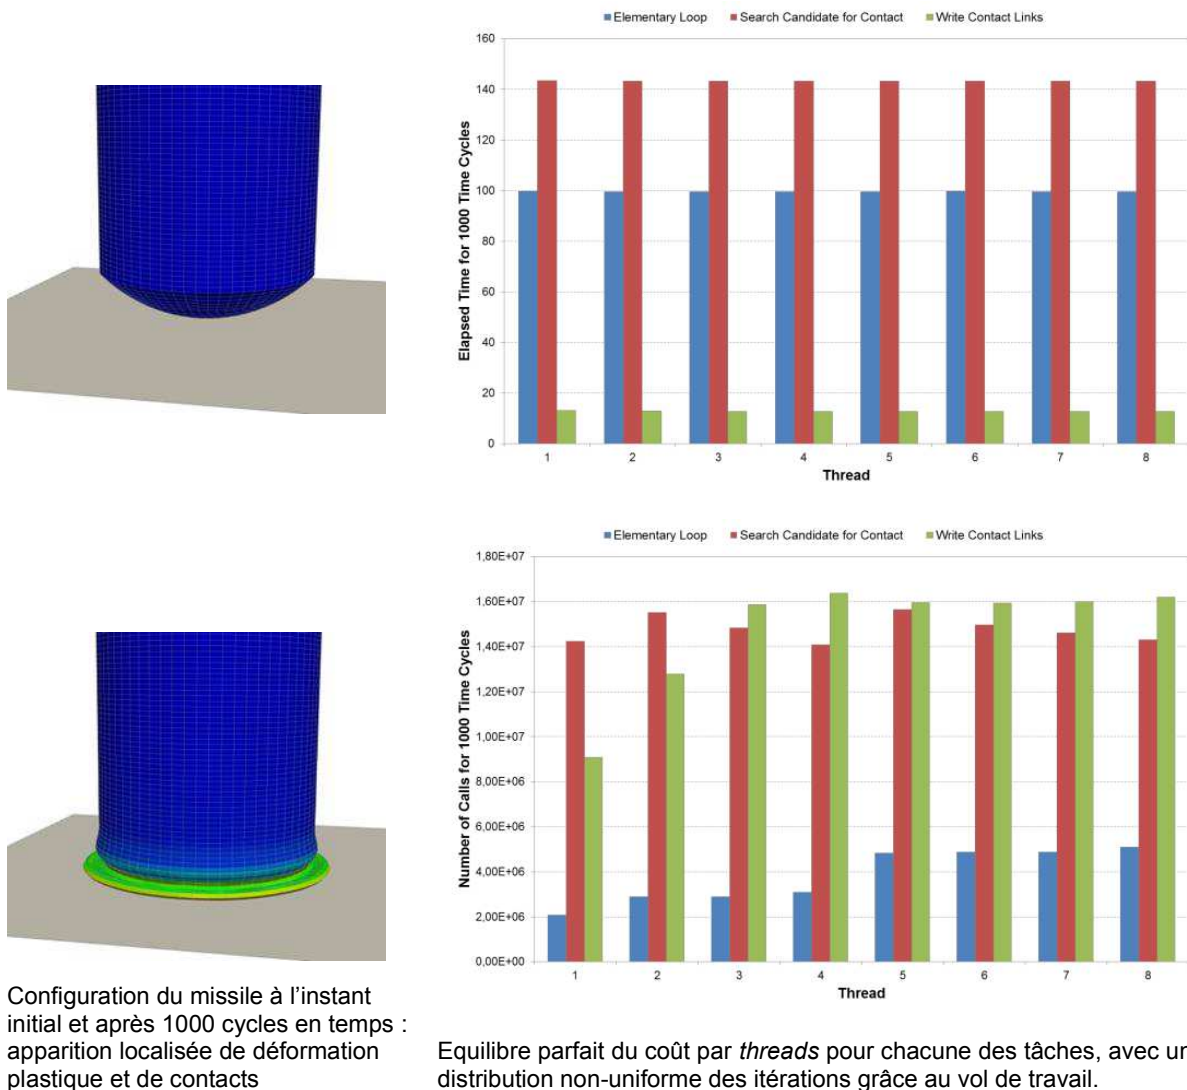 Elementary Loop Search Candidate for Contact Write Contact Links
Elapsed Time for 1000 Time Cycles
160
140
120
100
80
60
40
20
0
1 2 3 4 5 6 7 8
Thread
Elementary Loop Search Candidate for Contact Write Contact Links
Number of Calls for 1000 Time Cycles
1,80E+07
1,60E+07
1,40E+07
1,20E+07
1,00E+07
8,00E+06
6,00E+06
4,00E+06
2,00E+06
0,00E+00
1 2 3 4 5 6 7 8
Thread
Configuration du missile à l'instant
initial et après 1000 cycles en temps :
apparition localisée de déformation
plastique et de contacts
Equilibre parfait du coût par threads pour chacune des tâches, avec un
distribution non-uniforme des itérations grâce au vol de travail.